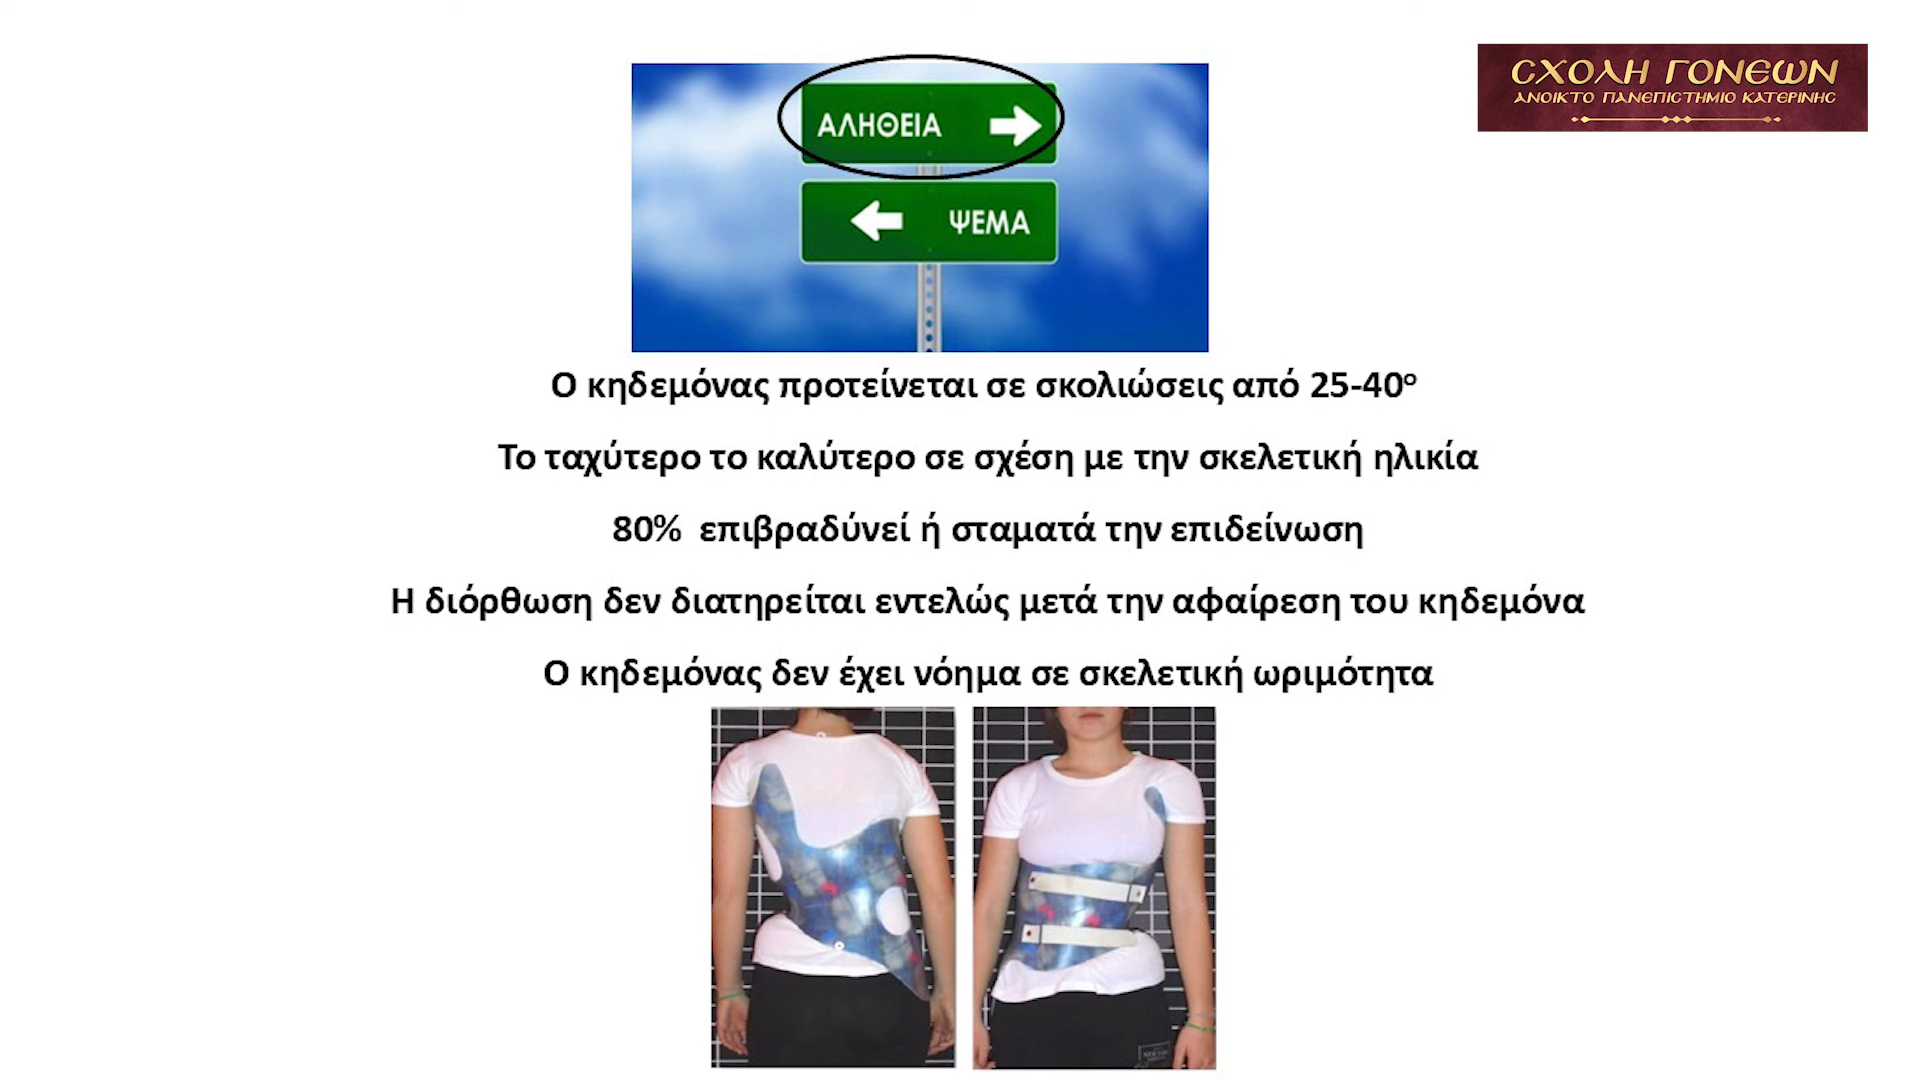 ΣΧΟΛΗ ΓΟΝΕΩΝ
ΑΝΟΙΚΤΟ ΠΑΝΕΠΙΣΤΗΜΙΟ ΚΑΤΕΡΙΝΗΣ
ΑΛΗΘΕΙΑ
ΨΕΜΑ
Ο κηδεμόνας προτείνεται σε σκολιώσεις από 25-40ᵒ
Το ταχύτερο το καλύτερο σε σχέση με την σκελετική ηλικία
80% επιβραδύνεί ή σταματά την επιδείνωση
Η διόρθωση δεν διατηρείται εντελώς μετά την αφαίρεση του κηδεμόνα
Ο κηδεμόνας δεν έχει νόημα σε σκελετική ωριμότητα